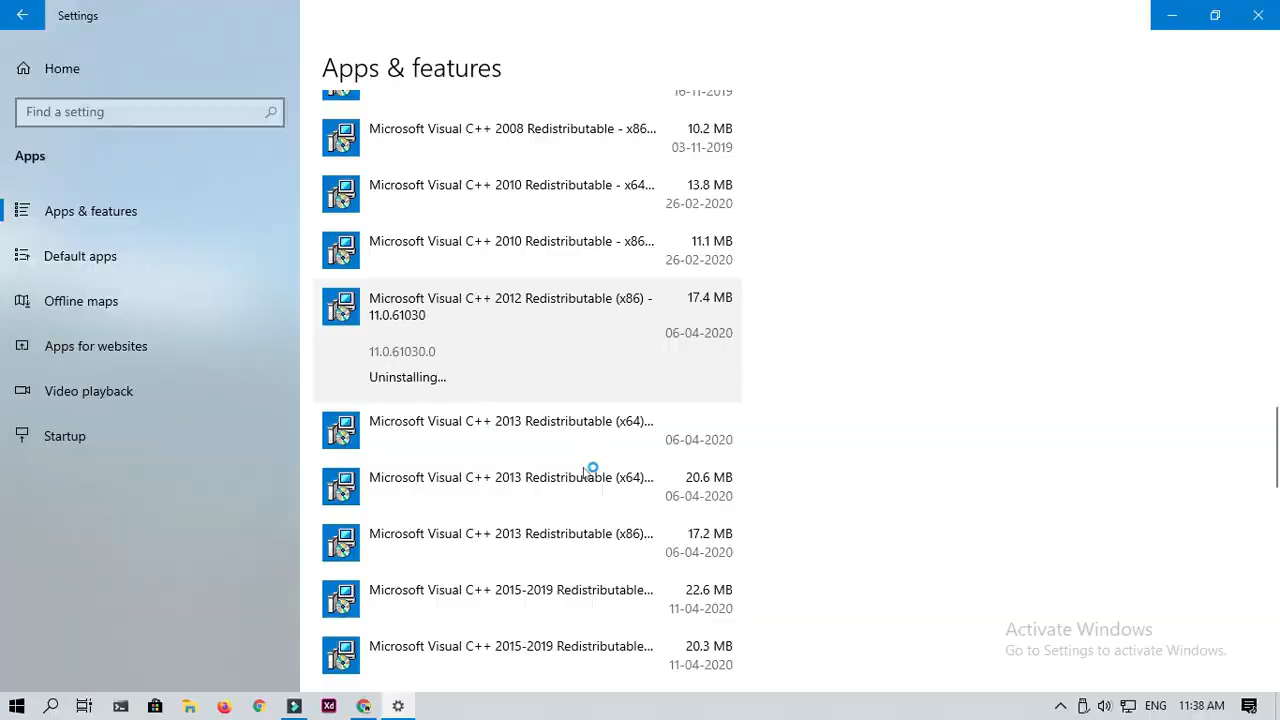 Settings
Home
Find a setting
Apps
Apps & features
Default apps
Offline maps
Apps for websites
Video playback
Startup
Apps & features
16-11-2019
Microsoft Visual C++ 2008 Redistributable - x86... 10.2 MB
03-11-2019
Microsoft Visual C++ 2010 Redistributable - x64... 13.8 MB
26-02-2020
Microsoft Visual C++ 2010 Redistributable - x86... 11.1 MB
26-02-2020
Microsoft Visual C++ 2012 Redistributable (x86) - 17.4 MB
11.0.61030
06-04-2020
11.0.61030.0
Uninstalling...
Microsoft Visual C++ 2013 Redistributable (x64)...
06-04-2020
Microsoft Visual C++ 2013 Redistributable (x64)... 20.6 MB
06-04-2020
Microsoft Visual C++ 2013 Redistributable (x86)... 17.2 MB
06-04-2020
Microsoft Visual C++ 2015-2019 Redistributable... 22.6 MB
11-04-2020
Microsoft Visual C++ 2015-2019 Redistributable... 20.3 MB
11-04-2020
Activate Windows
Go to Settings to activate Windows.
Xd
ENG 11:38 AM